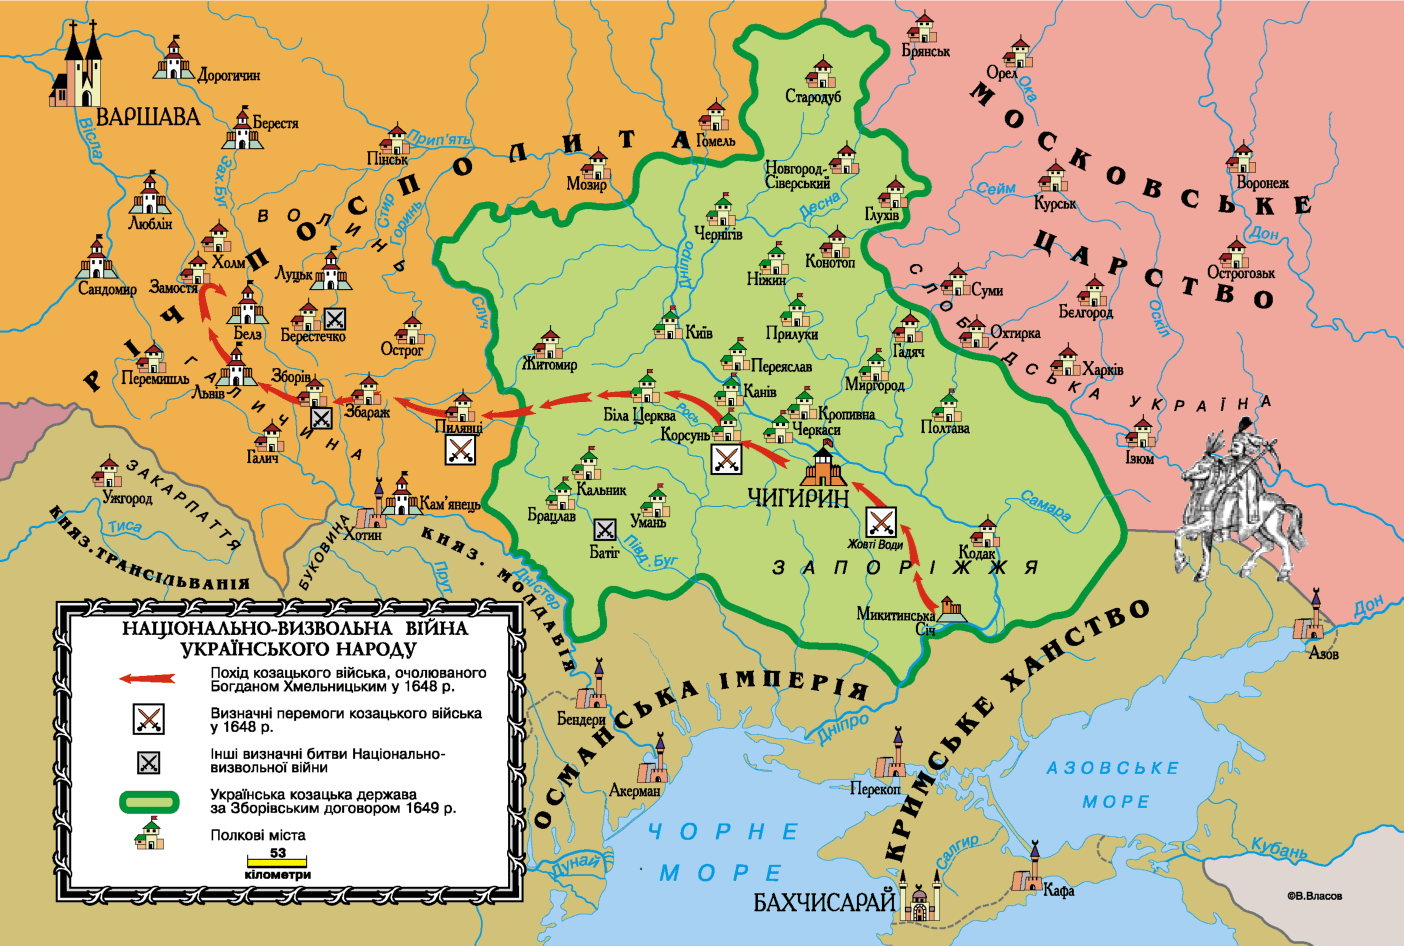 РІЧ ПОСПОЛИТА
МОСКОВСЬКЕ
ЦАРСТВО
ВАРШАВА
Дорогичин
Берестя
Вісла
Зах.Буг
Пінськ
Прип'ять
Мозир
Гомель
Стародуб
Брянськ
Орел
Ока
Новгород-
Сіверський
Десна
Глухів
Сейм
Курськ
Воронеж
Дон
Острогозьк
Люблін
Холм
ВОЛИНЬ
Стир
Горинь
Луцьк
Чернігів
Дніпро
Ніжин
Конотоп
Сандомир
Замостя
Белз
Берестечко
Острог
Случ
Суми
Бєлгород
Оскіл
СЛОБІДСЬКА УКРАЇНА
Охтирка
Харків
Ізюм
Київ
Прилуки
Гадяч
Житомир
Переяслав
Миргород
Перемишль
ГАЛИЧИНА
Львів
Зборів
Збараж
Пилявці
Біла Церква
Рось
Канів
Кропивна
Черкаси
Корсунь
Полтава
Галич
ЧИГИРИН
Ужгород
ЗАКАРПАТТЯ
Тиса
КНЯЗ.ТРАНСІЛЬВАНІЯ
БУКОВИНА
Хотин
Кам'янець
КНЯЗ. МОЛДАВІЯ
Прут
Дністер
Кальник
Брацлав
Умань
Батіг
Півд.Буг
Жовті Води
Самара
Кодак
ЗАПОРІЖЖЯ
Микитинська
Січ
Бендери
Акерман
ОСМАНСЬКА ІМПЕРІЯ
Дніпро
Перекоп
КРИМСЬКЕ ХАНСТВО
Азов
Дон
АЗОВСЬКЕ
МОРЕ
ЧОРНЕ
МОРЕ
Дунай
Салгир
БАХЧИСАРАЙ
Кафа
Кубань
©В.Власов
НАЦІОНАЛЬНО-ВИЗВОЛЬНА ВІЙНА
УКРАЇНСЬКОГО НАРОДУ
Похід козацького війська, очолюваного
Богданом Хмельницьким у 1648 р.
Визначні перемоги козацького війська
у 1648 р.
Інші визначні битви Національно-
визвольної війни
Українська козацька держава
за Зборівським договором 1649 р.
Полкові міста
53
кілометри